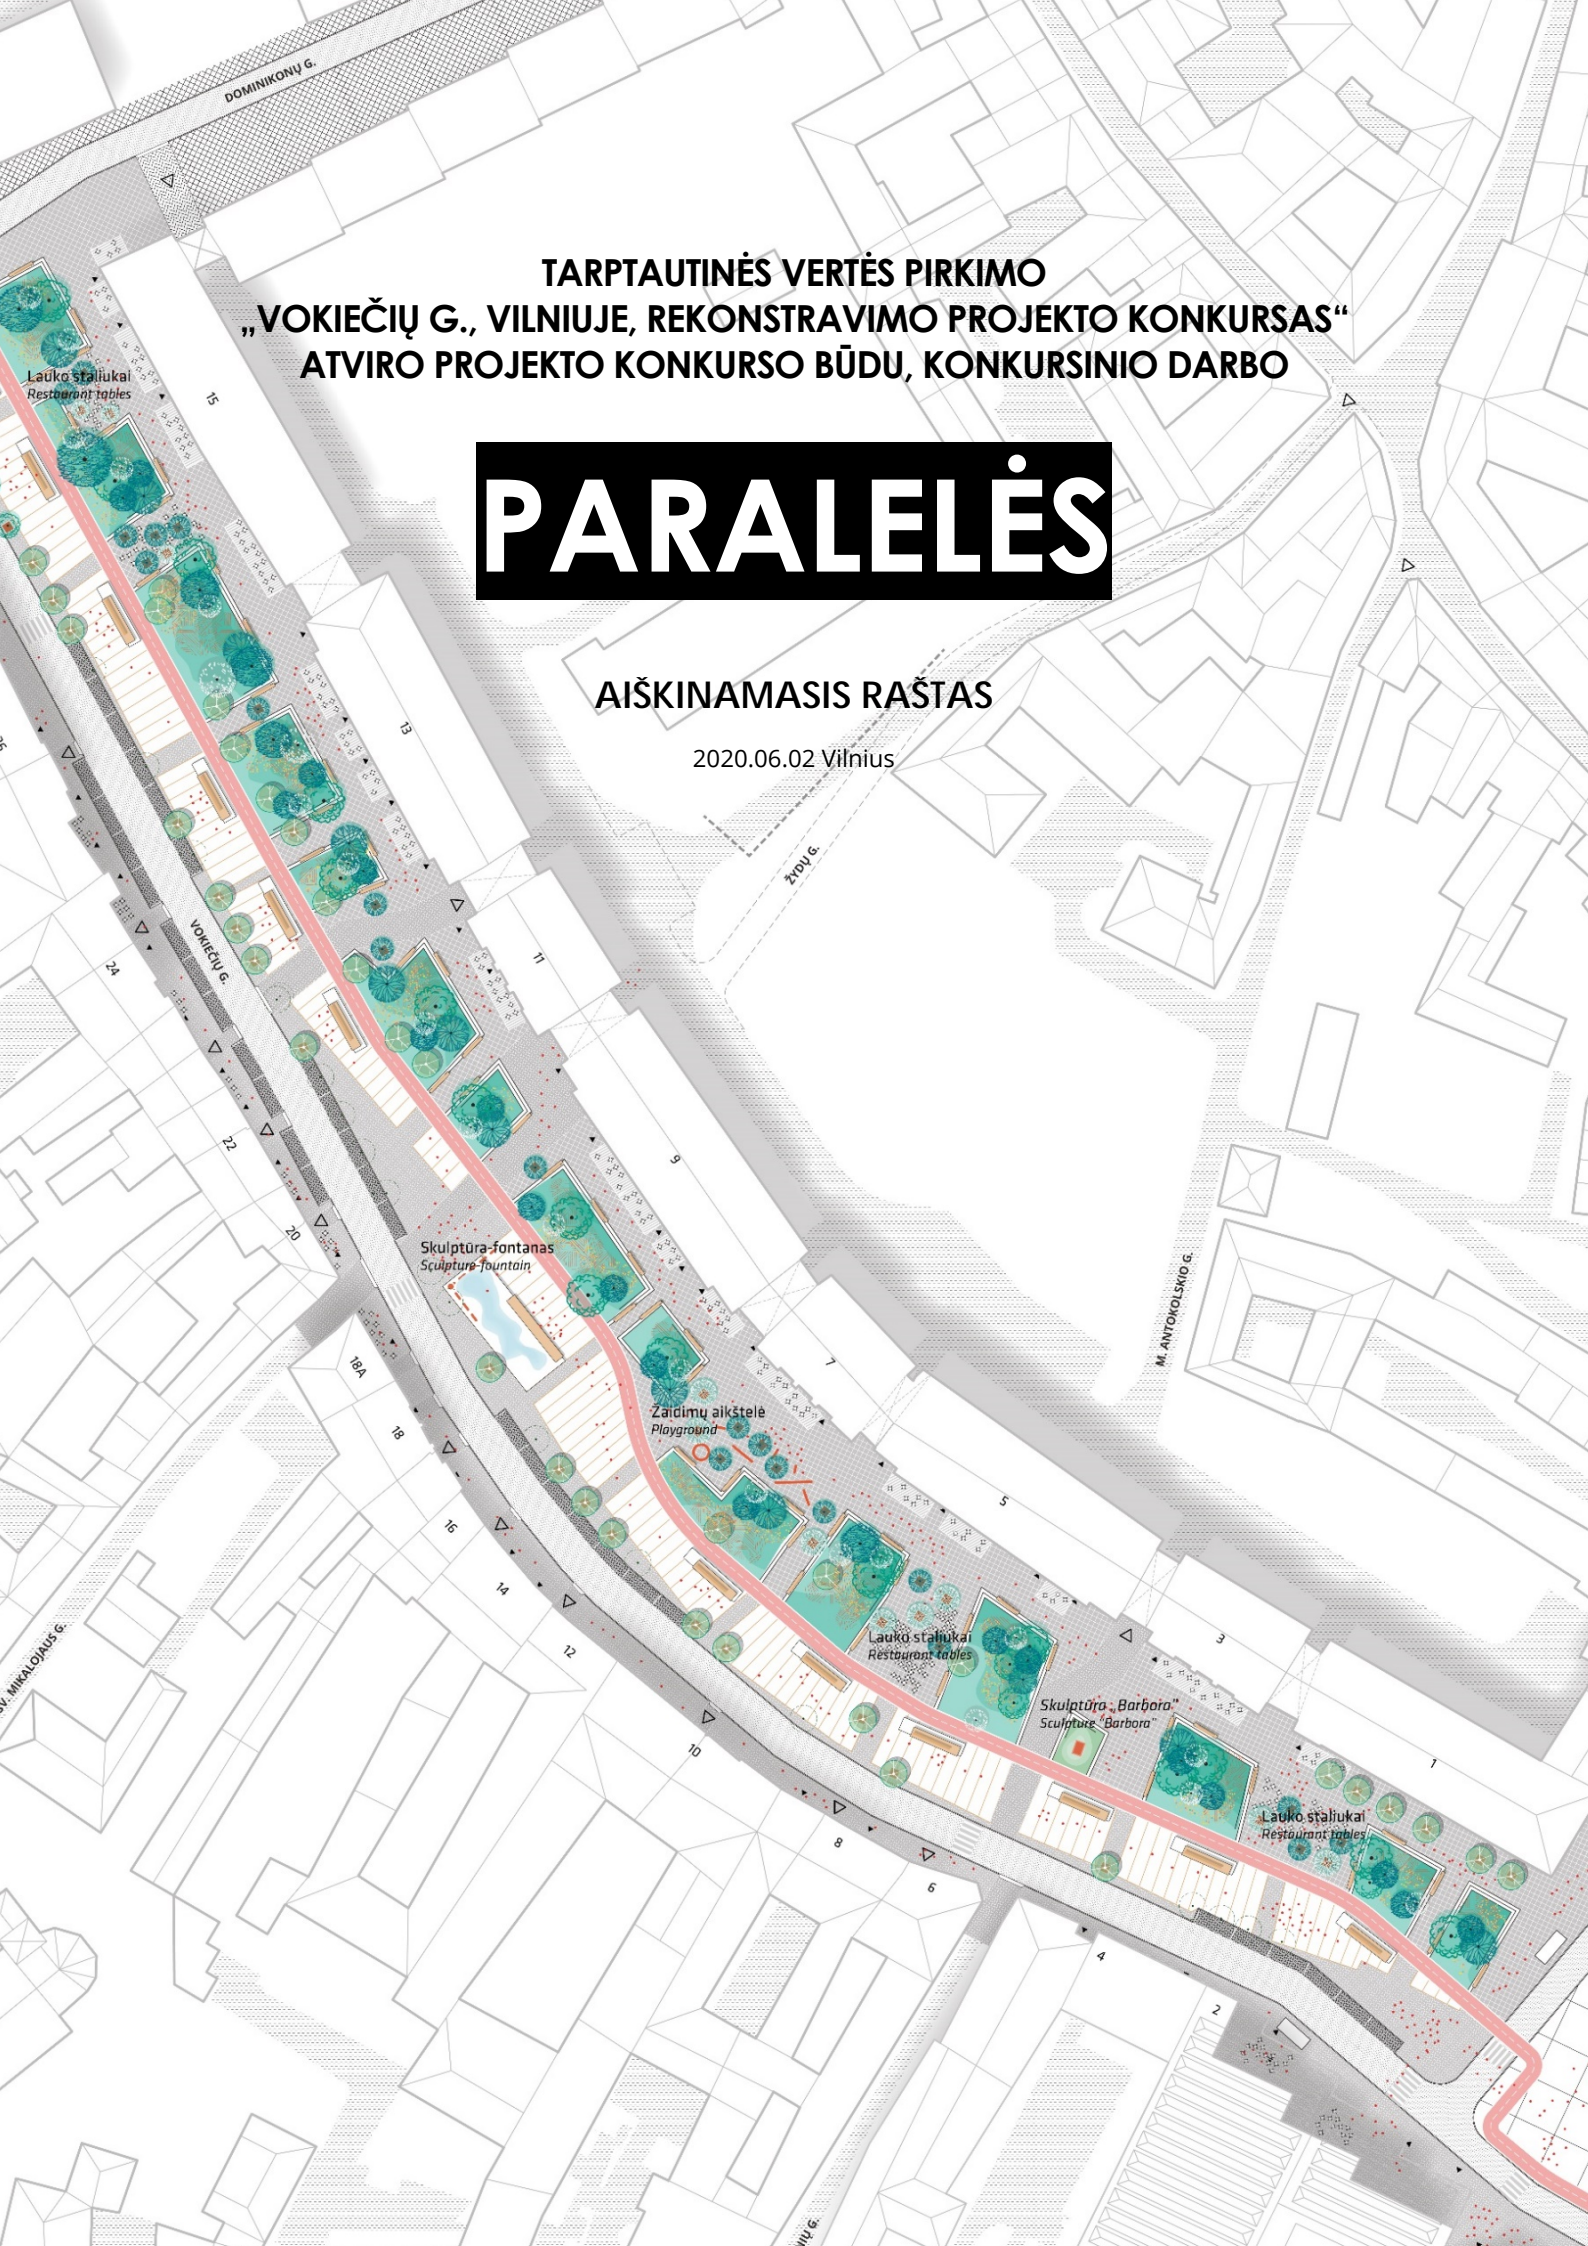 DOMINIKONŲ G.
TARPTAUTINĖS VERTĖS PIRKIMO
„VOKIEČIŲ G., VILNIUJE, REKONSTRAVIMO PROJEKTO KONKURSAS“
ATVIRO PROJEKTO KONKURSO BŪDU, KONKURSINIO DARBO
Lauko staliukai
Restaurant tables
15
PARALELĖS
AIŠKINAMASIS RAŠTAS
2020.06.02 Vilnius
13
ŽYDŲ G.
VOKIEČIŲ G.
11
24
22
9
20
Skulptūra-fontanas
Sculpture-fountain
M. ANTOKOLSKIO G.
18A
7
Žaidimų aikštelė
Playground
18
5
16
14
Lauko staliukai
Restaurant tables
12
3
ŠV. MIKALOJAUS G.
Skulptūra „Barbora”
Sculpture “Barbora”
10
1
Lauko staliukai
Restaurant tables
8
6
4
2